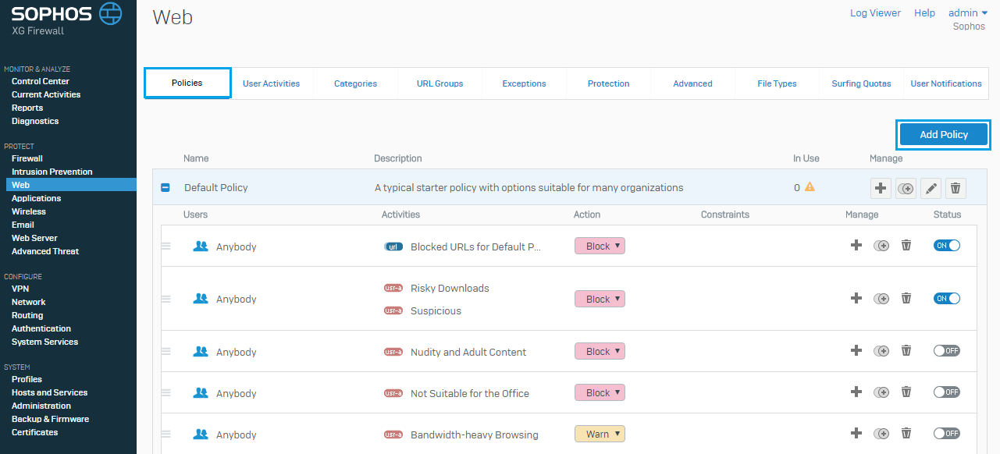 SOPHOS
XG Firewall
Web
Log Viewer Help admin
Sophos
MONITOR & ANALYZE
Control Center
Current Activities
Reports
Diagnostics
PROTECT
Firewall
Intrusion Prevention
Web
Applications
Wireless
Email
Web Server
Advanced Threat
CONFIGURE
VPN
Network
Routing
Authentication
System Services
SYSTEM
Profiles
Hosts and Services
Administration
Backup & Firmware
Certificates
Policies User Activities Categories URL Groups Exceptions Protection Advanced File Types Surfing Quotas User Notifications
Add Policy
Name Description In Use Manage
Default Policy A typical starter policy with options suitable for many organizations 0
Users Activities Action Constraints Manage Status
Anybody url Blocked URLs for Default P... Block ON
Anybody usr-a Risky Downloads Block ON
usr-a Suspicious
Anybody usr-a Nudity and Adult Content Block OFF
Anybody usr-a Not Suitable for the Office Block OFF
Anybody usr-a Bandwidth-heavy Browsing Warn OFF